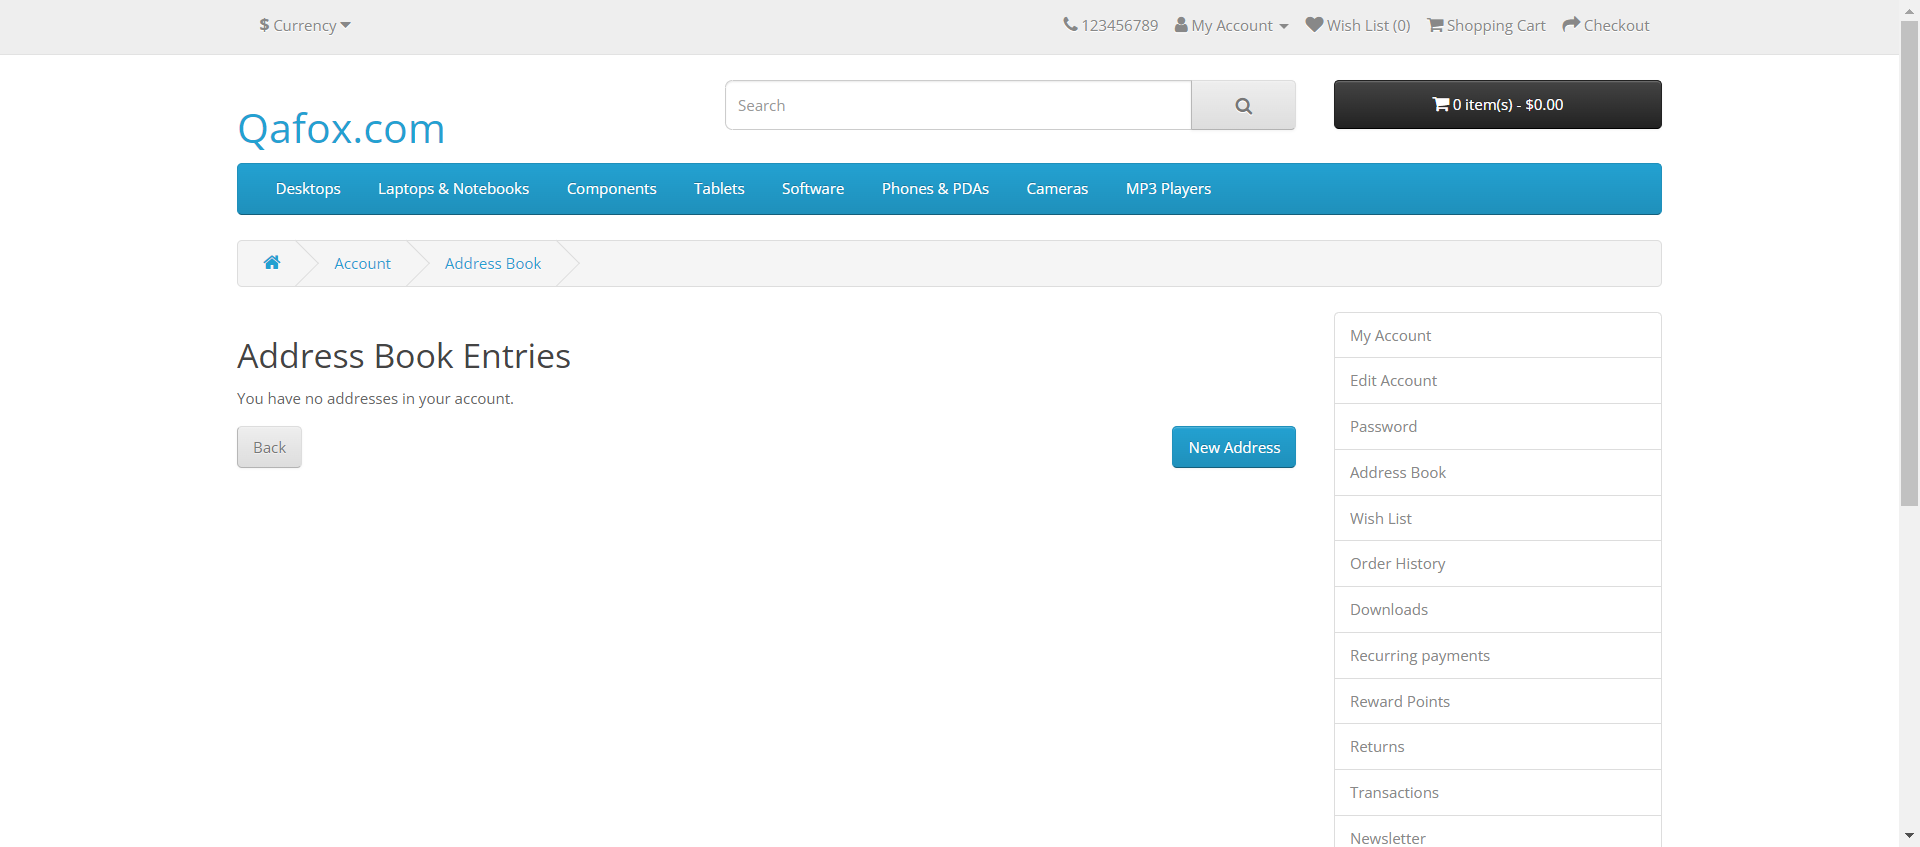 $ Currency
123456789 My Account Wish List (0) Shopping Cart Checkout
Qafox.com
Search
0 item(s) - $0.00
Desktops Laptops & Notebooks Components Tablets Software Phones & PDAs Cameras MP3 Players
Account Address Book
Address Book Entries
You have no addresses in your account.
Back New Address
My Account
Edit Account
Password
Address Book
Wish List
Order History
Downloads
Recurring payments
Reward Points
Returns
Transactions
Newsletter